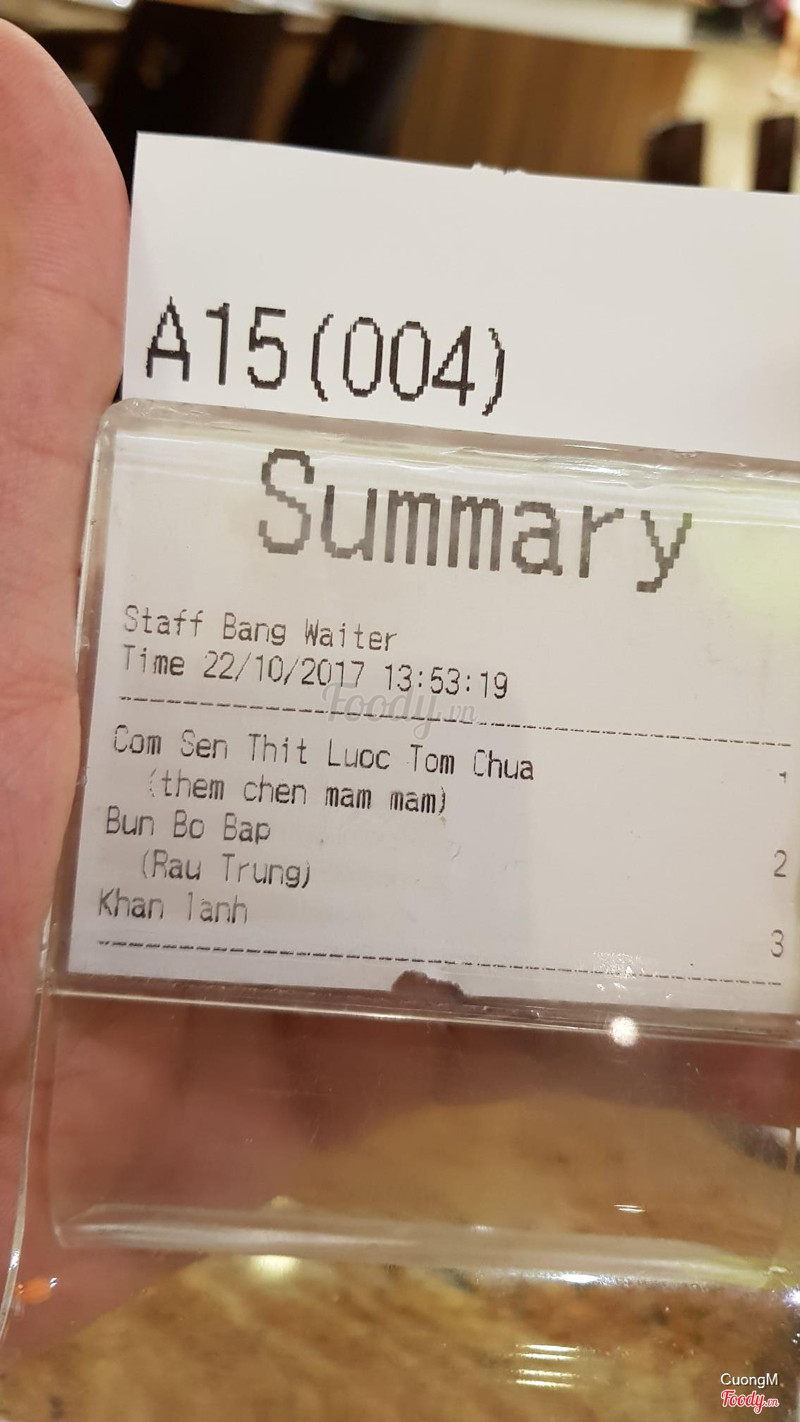 A15(004)
Summary
Staff Bang Waiter
Time 22/10/2017 13:53:19
Foody.vn
Com Sen Thit Luoc Tom Chua
(them chen mam mam)
Bun Bo Bap 2
(Rau Trung)
Khan lanh 3
CuongM
Foody.vn